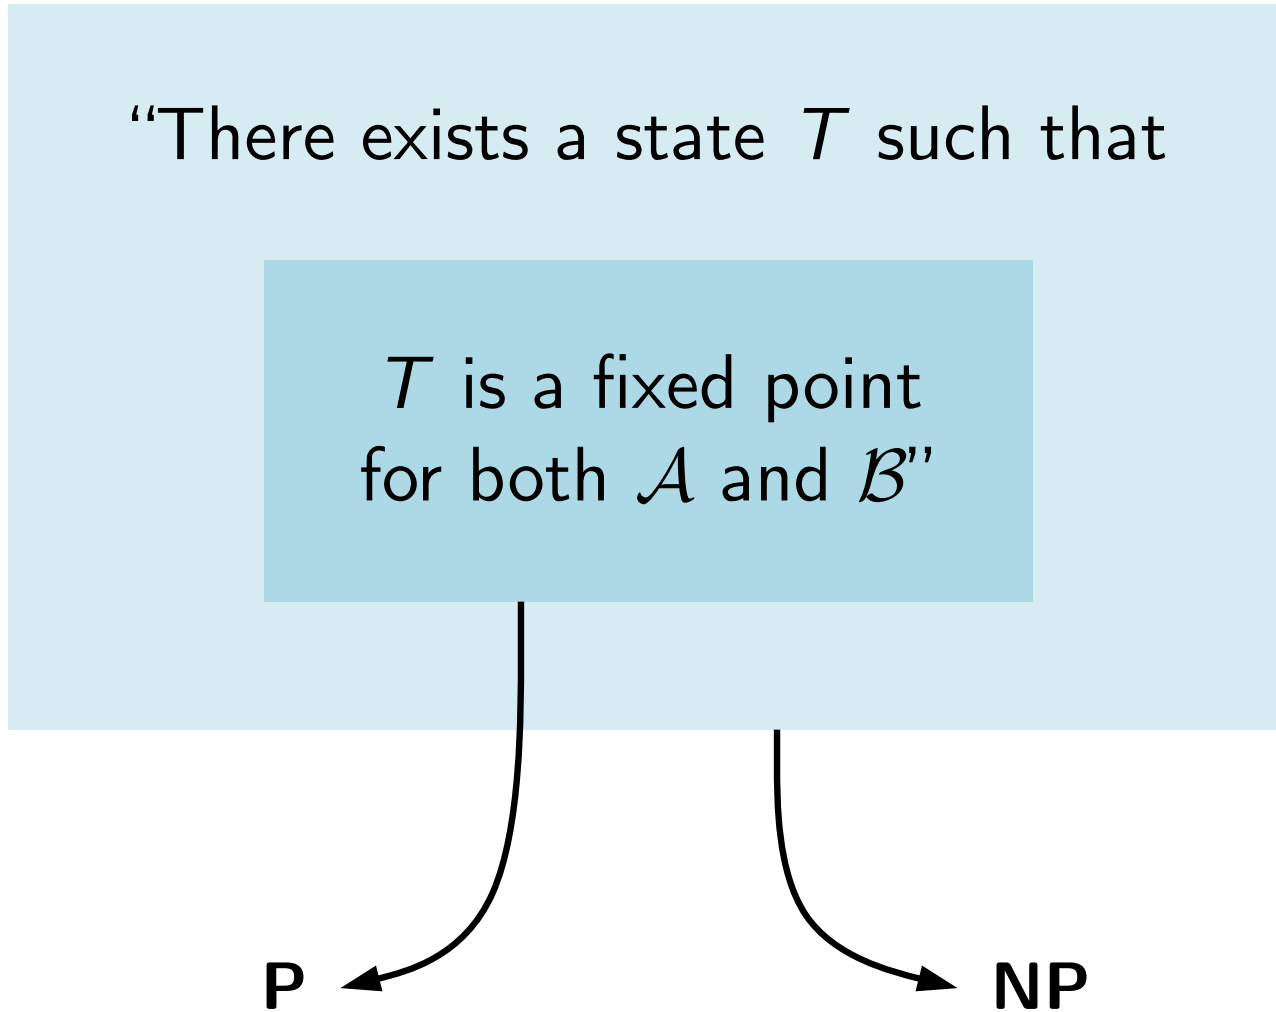 “There exists a state T such that
T is a fixed point
for both 𝒜 and ℬ”
P
NP